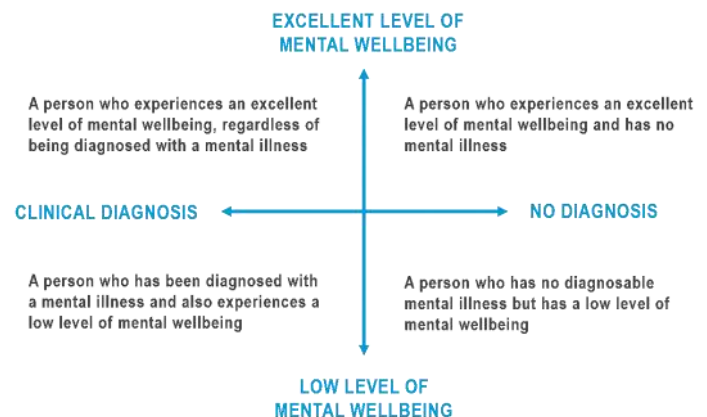 EXCELLENT LEVEL OF
MENTAL WELLBEING
A person who experiences an excellent
level of mental wellbeing, regardless of
being diagnosed with a mental illness
A person who experiences an excellent
level of mental wellbeing and has no
mental illness
CLINICAL DIAGNOSIS
NO DIAGNOSIS
A person who has been diagnosed with
a mental illness and also experiences a
low level of mental wellbeing
A person who has no diagnosable
mental illness but has a low level of
mental wellbeing
LOW LEVEL OF
MENTAL WELLBEING